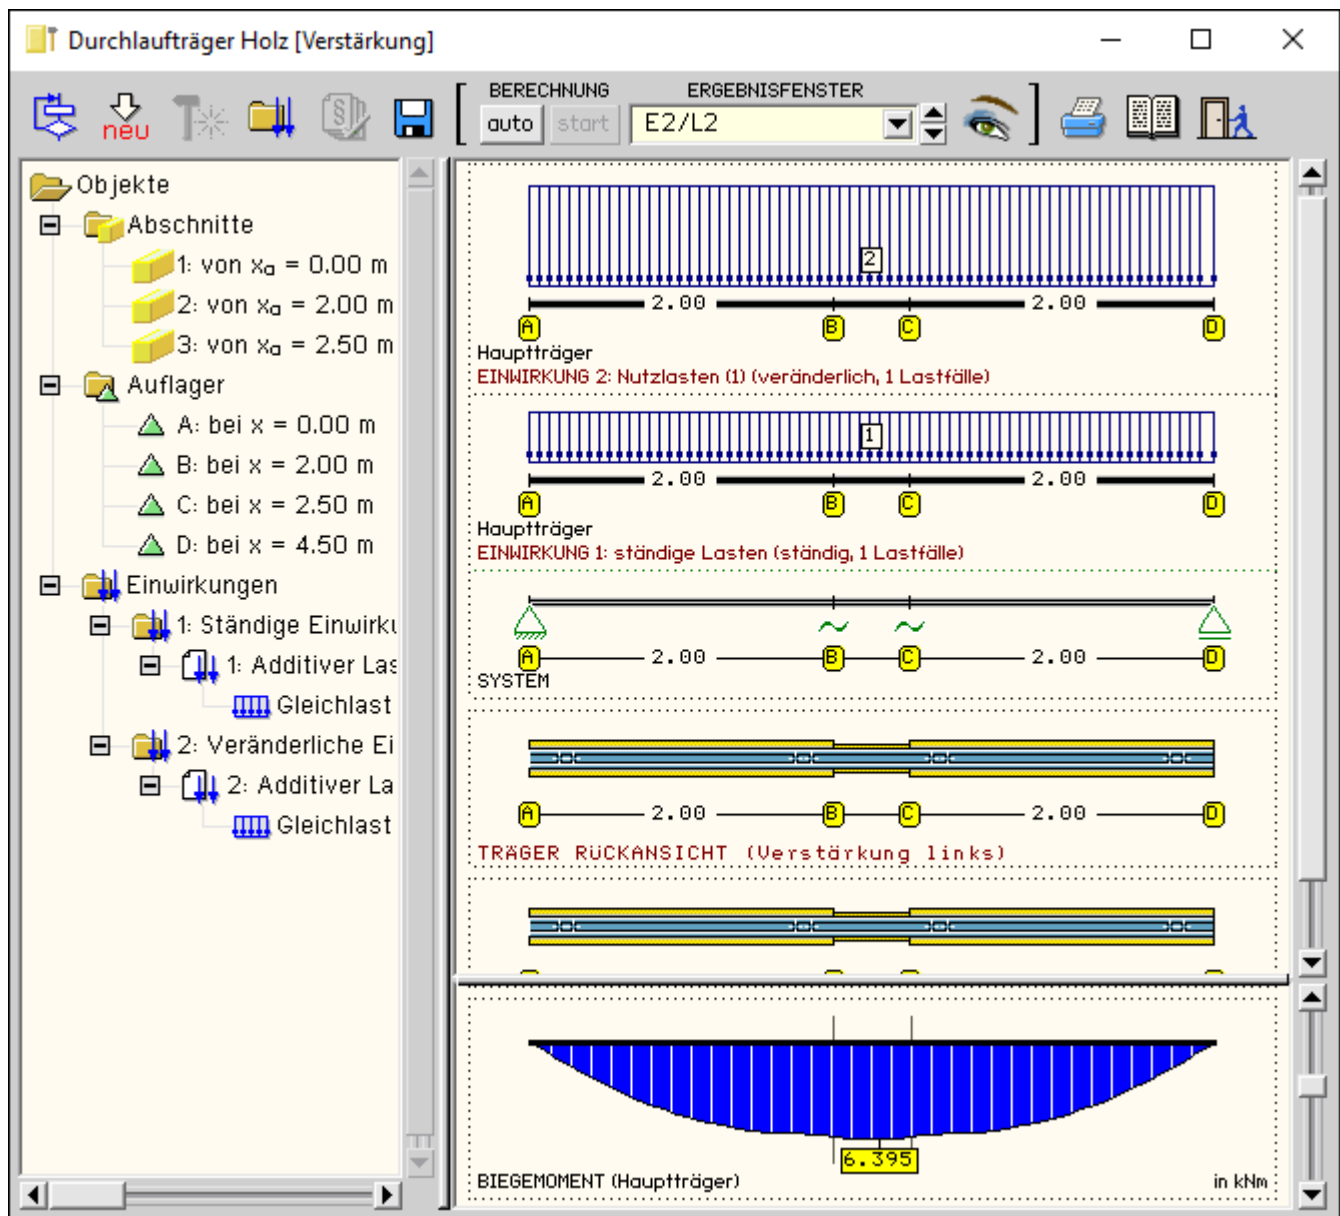 Durchlaufträger Holz [Verstärkung]
BERECHNUNG
ERGEBNISFENSTER
neu
§
auto
start
E2/L2
Objekte
Abschnitte
1: von xa = 0.00 m
2: von xa = 2.00 m
3: von xa = 2.50 m
Auflager
A: bei x = 0.00 m
B: bei x = 2.00 m
C: bei x = 2.50 m
D: bei x = 4.50 m
Einwirkungen
1: Ständige Einwirku
1: Additiver Las
Gleichlast
2: Veränderliche Ei
2: Additiver La
Gleichlast
2
2.00 2.00
A B C D
Hauptträger
EINWIRKUNG 2: Nutzlasten (1) (veränderlich, 1 Lastfälle)
1
2.00 2.00
A B C D
Hauptträger
EINWIRKUNG 1: ständige Lasten (ständig, 1 Lastfälle)
A 2.00 B C 2.00 D
SYSTEM
A 2.00 B C 2.00 D
TRÄGER RÜCKANSICHT (Verstärkung links)
6.395
BIEGEMOMENT (Hauptträger) in kNm